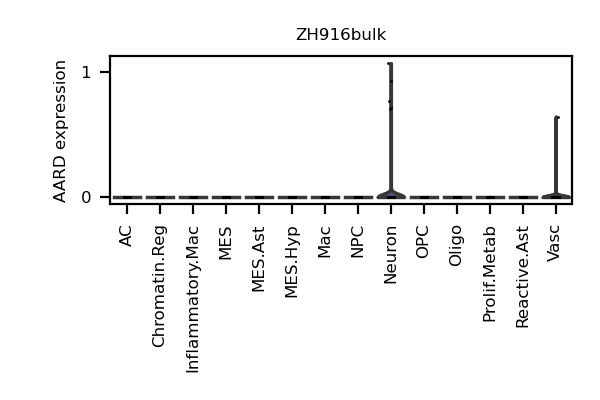 ZH916bulk
AARD expression
1
0
AC
Chromatin.Reg
Inflammatory.Mac
MES
MES.Ast
MES.Hyp
Mac
NPC
Neuron
OPC
Oligo
Prolif.Metab
Reactive.Ast
Vasc